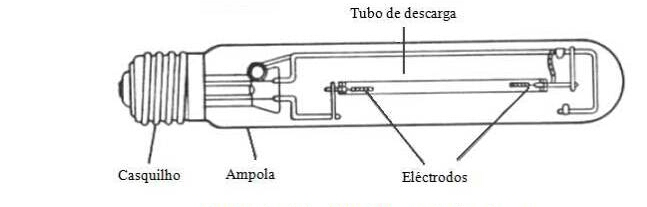 Tubo de descarga
Casquilho
Ampola
Eléctrodos